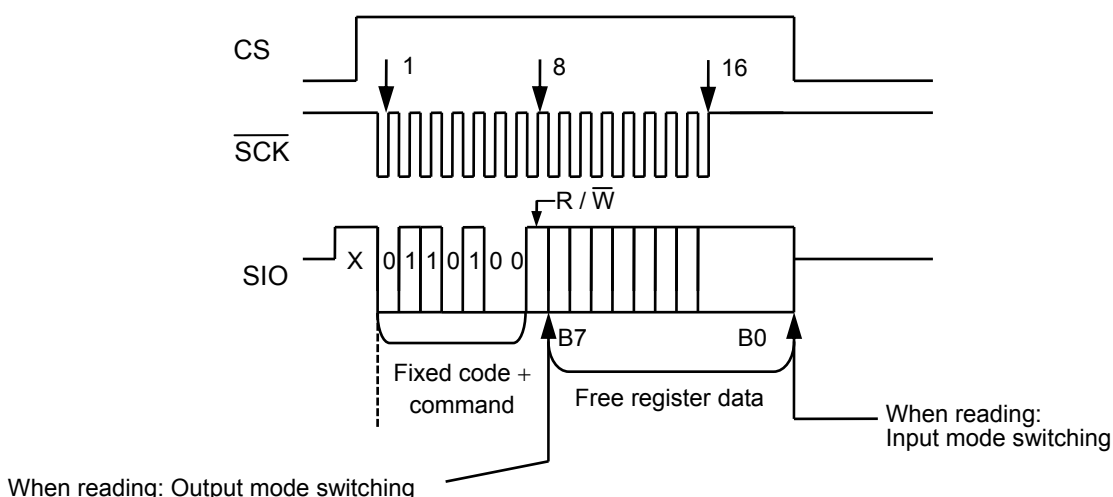 CS
1
8
16
SCK
R / W
SIO
X
0 1 1 0 1 0 0
B7
B0
Fixed code +
command
Free register data
When reading:
Input mode switching
When reading: Output mode switching